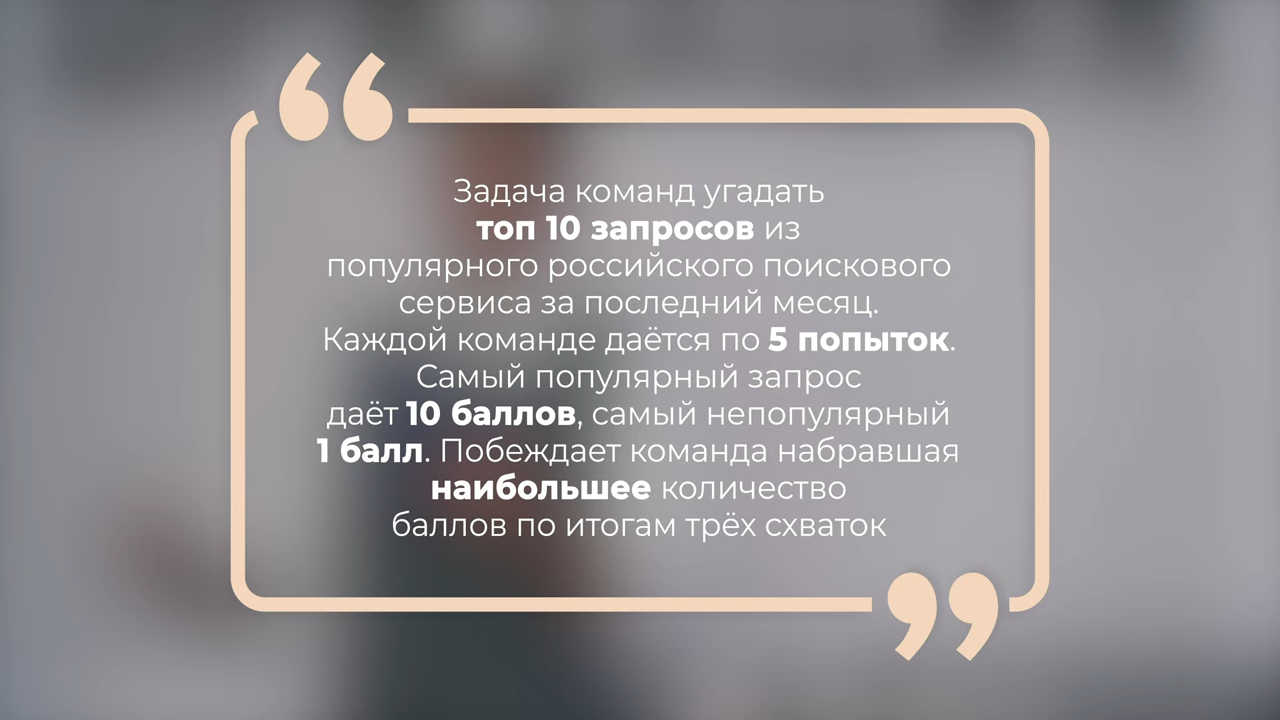 Задача команд угадать
топ 10 запросов из
популярного российского поискового
сервиса за последний месяц.
Каждой команде даётся по 5 попыток.
Самый популярный запрос
даёт 10 баллов, самый непопулярный
1 балл. Побеждает команда набравшая
наибольшее количество
баллов по итогам трёх схваток